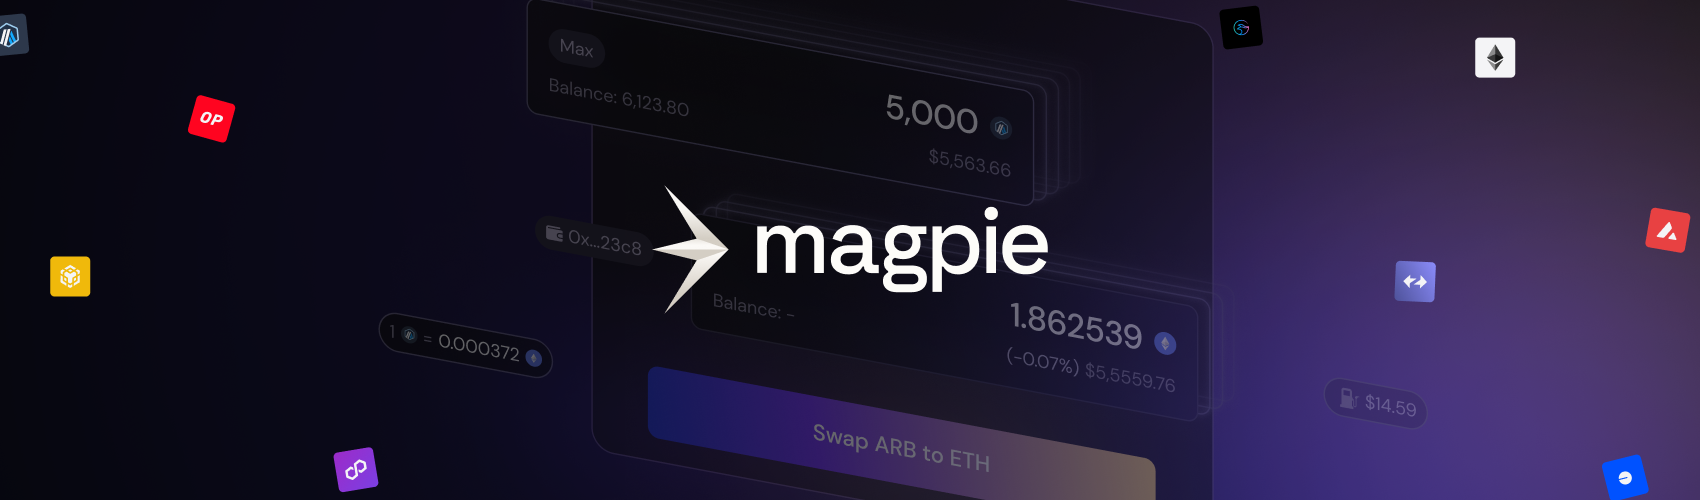 Max
Balance: 6,123.80
5,000
$5,563.66
OP
0x...23c8
magpie
Balance: -
1.862539
(-0.07%) $5,5559.76
1 = 0.000372
$14.59
Swap ARB to ETH